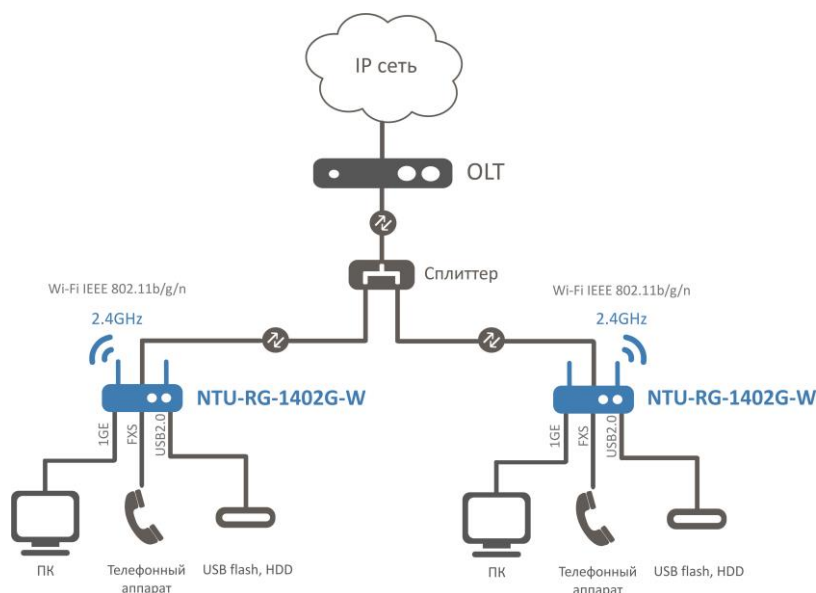 IP сеть
OLT
Сплиттер
Wi-Fi IEEE 802.11b/g/n
2.4GHz
NTU-RG-1402G-W
1GE
FXS
USB2.0
ПК
Телефонный
аппарат
USB flash, HDD
Wi-Fi IEEE 802.11b/g/n
2.4GHz
NTU-RG-1402G-W
1GE
FXS
USB2.0
ПК
Телефонный
аппарат
USB flash, HDD